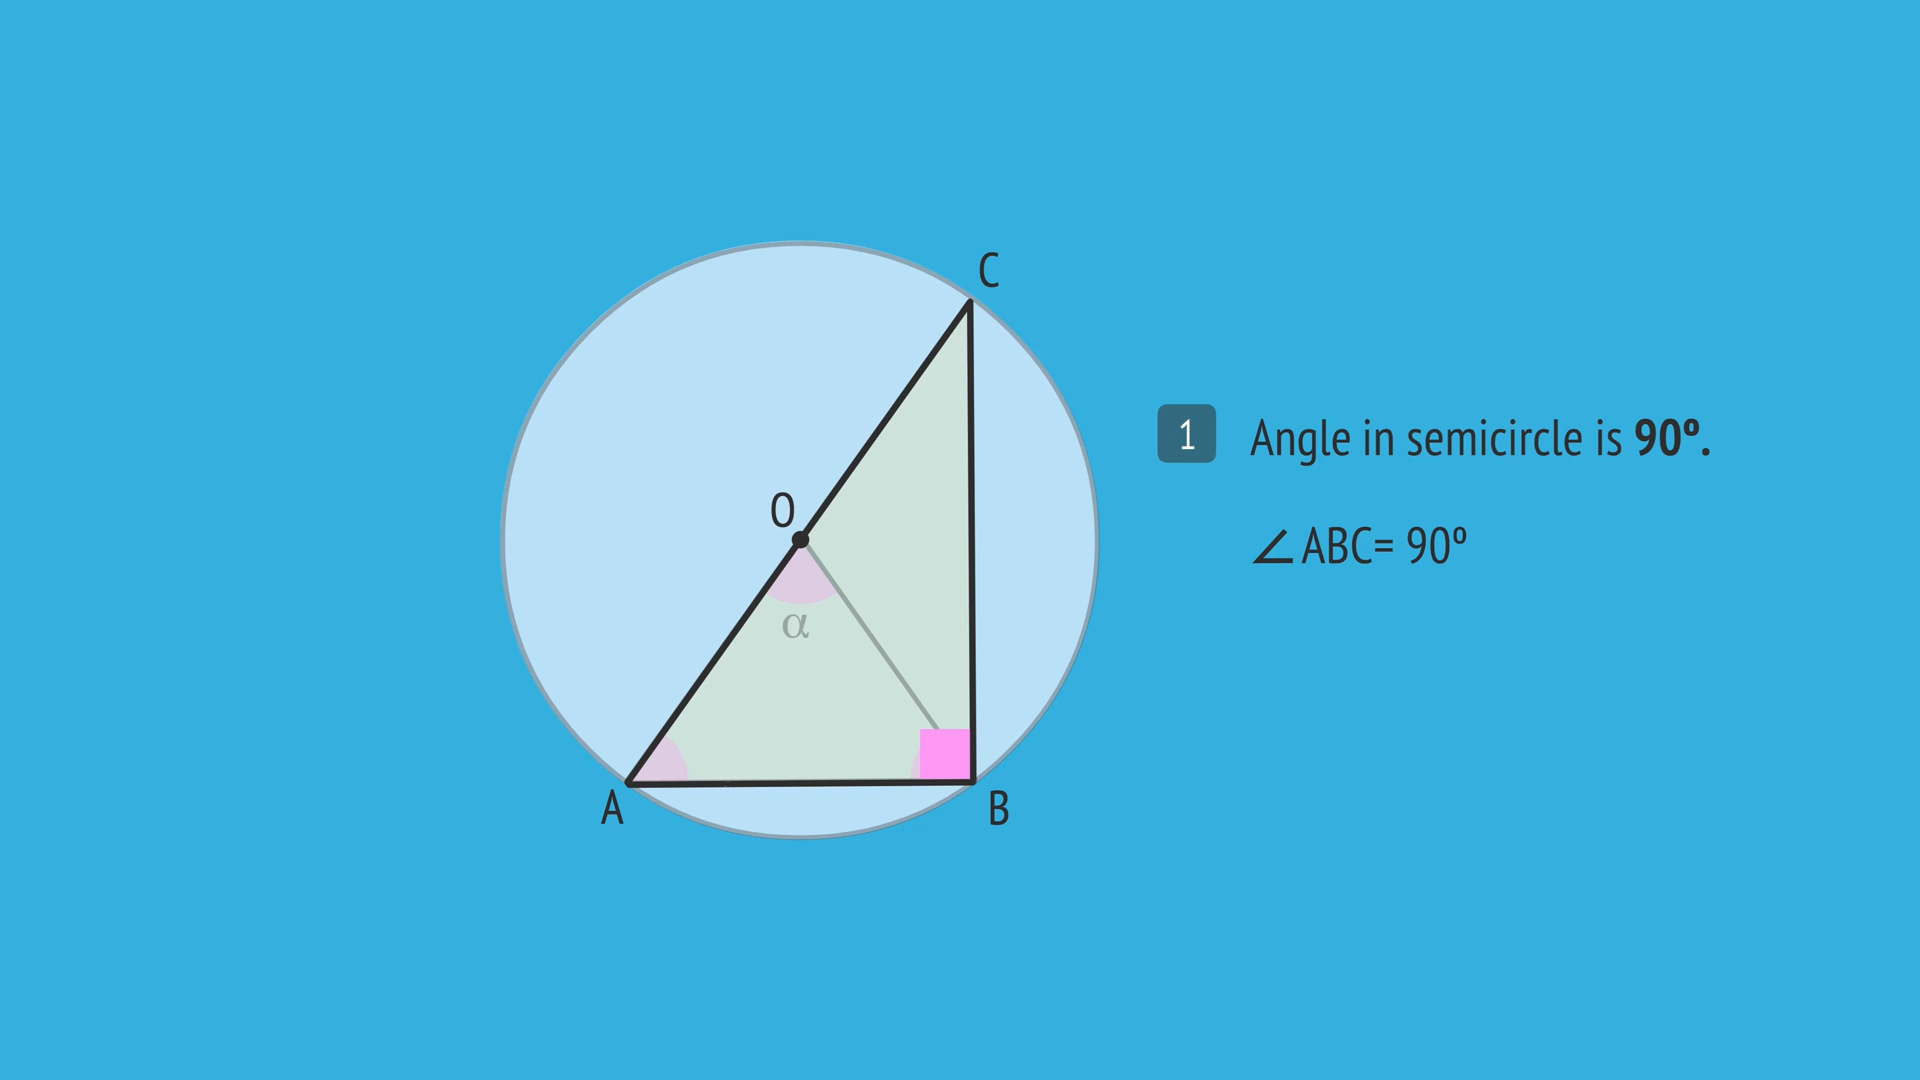 C
1 Angle in semicircle is 90º.
O
∠ABC= 90º
α
A
B